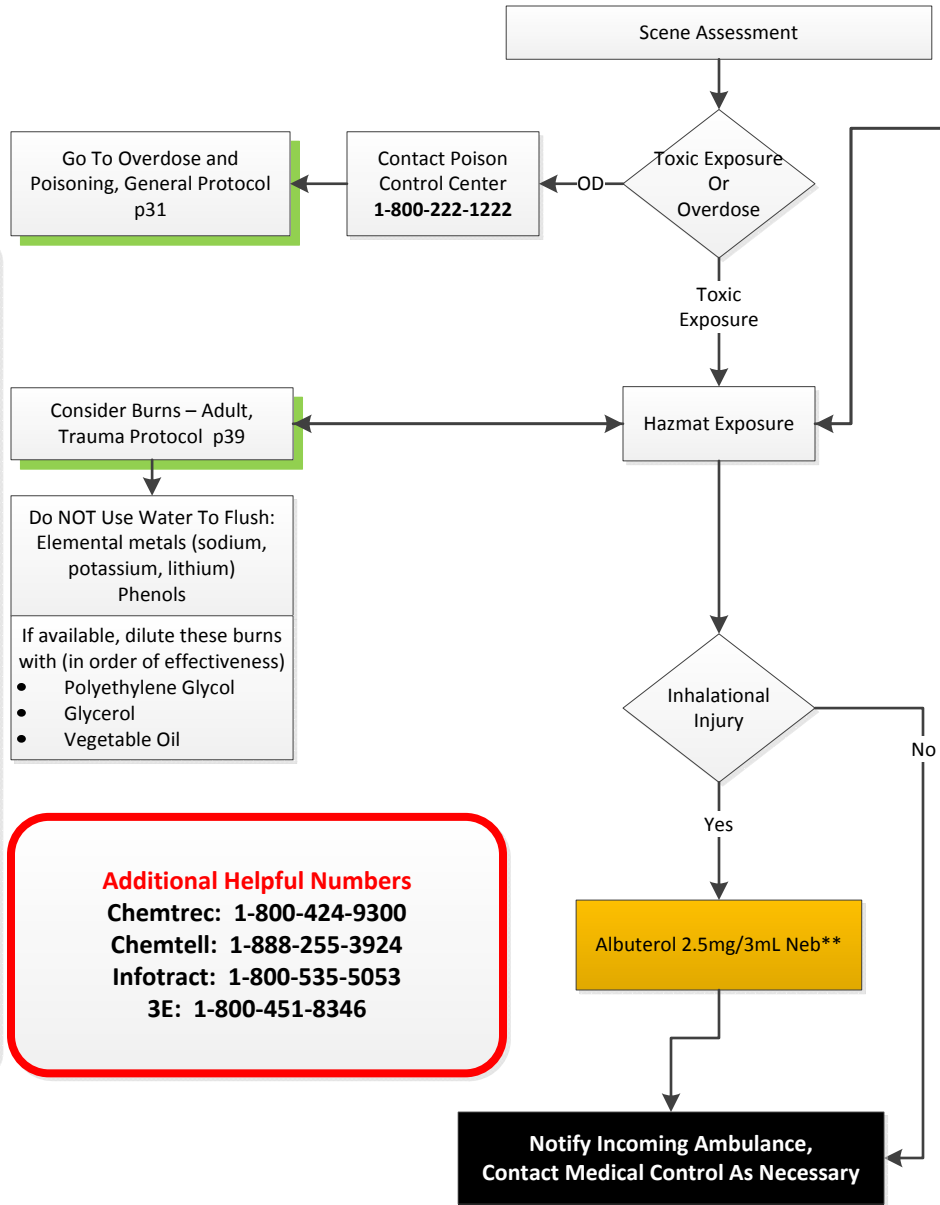 Scene Assessment
Toxic Exposure
Or
Overdose
OD
Contact Poison
Control Center
1-800-222-1222
Go To Overdose and
Poisoning, General Protocol
p31
Toxic
Exposure
Hazmat Exposure
Consider Burns – Adult,
Trauma Protocol  p39
Do NOT Use Water To Flush:
Elemental metals (sodium,
potassium, lithium)
Phenols
If available, dilute these burns
with (in order of effectiveness)
• Polyethylene Glycol
• Glycerol
• Vegetable Oil
Inhalational
Injury
No
Yes
Albuterol 2.5mg/3mL Neb**
Additional Helpful Numbers
Chemtrec:  1-800-424-9300
Chemtell:  1-888-255-3924
Infotract:  1-800-535-5053
3E:  1-800-451-8346
Notify Incoming Ambulance,
Contact Medical Control As Necessary